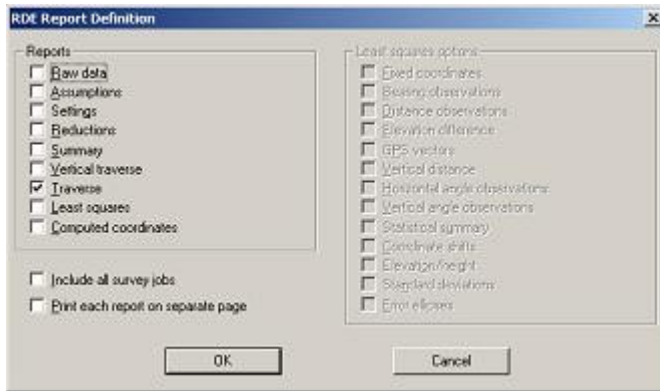 RDE Report Definition
Reports
Raw data
Assumptions
Settings
Reductions
Summary
Vertical traverse
Traverse
Least squares
Computed coordinates
Include all survey jobs
Print each report on separate page
Least squares options
Fixed coordinates
Bearing observations
Distance observations
Elevation difference
GPS vectors
Vertical distance
Horizontal angle observations
Vertical angle observations
Statistical summary
Coordinate shifts
Elevation/height
Standard deviations
Error ellipses
OK
Cancel